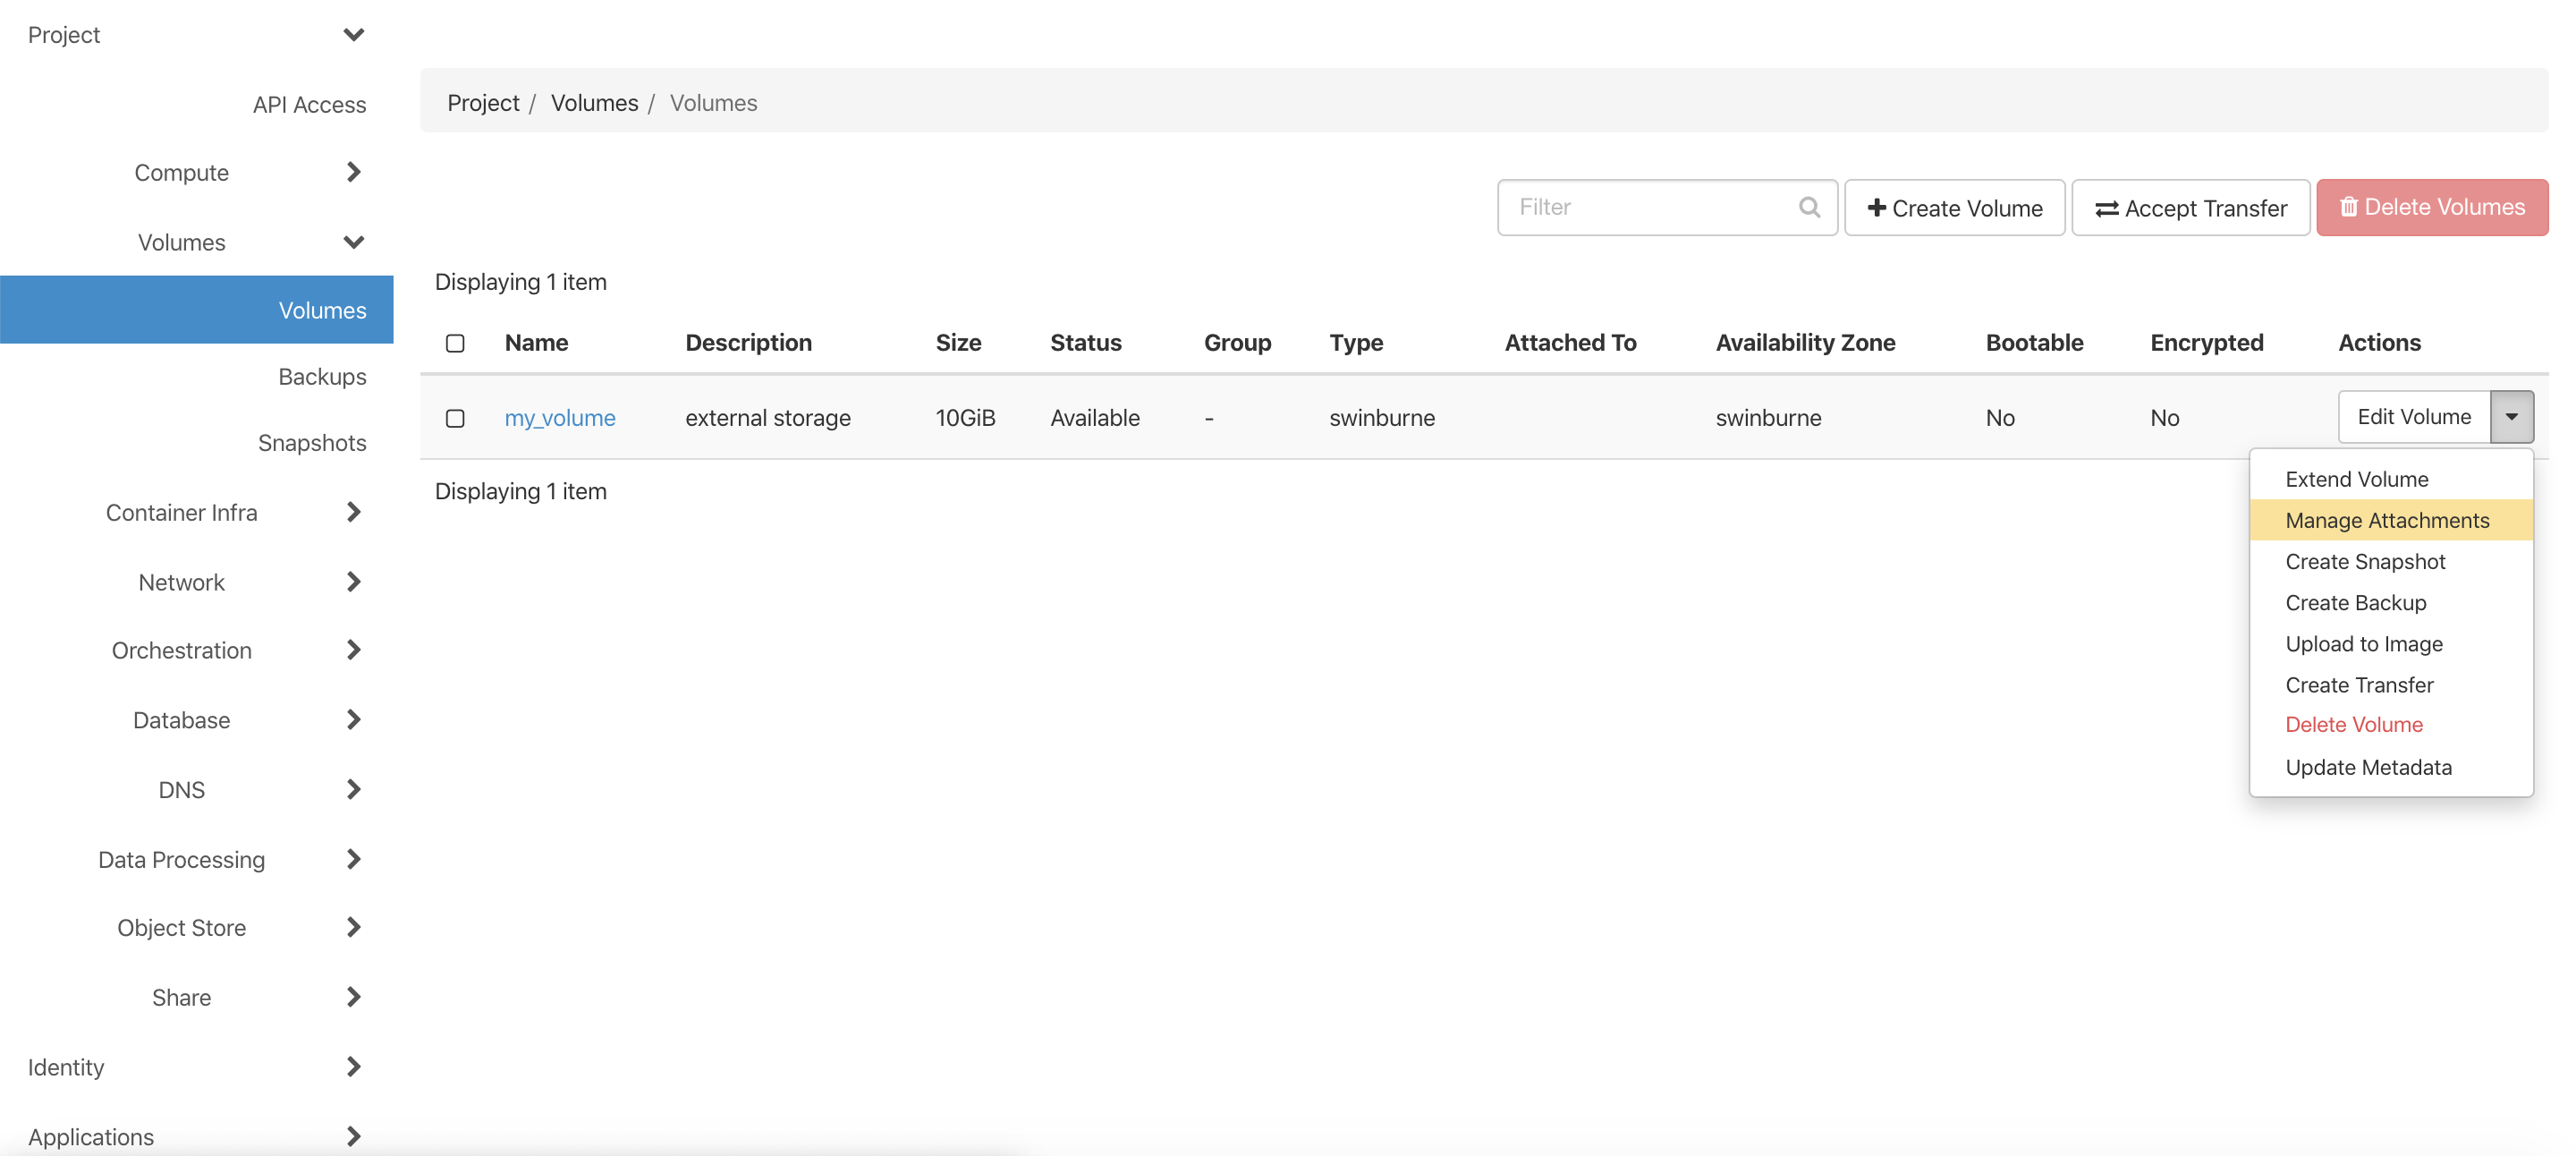 Project
API Access
Compute
Volumes
Volumes
Backups
Snapshots
Container Infra
Network
Orchestration
Database
DNS
Data Processing
Object Store
Share
Identity
Applications
Project / Volumes / Volumes
Filter Create Volume Accept Transfer Delete Volumes
Displaying 1 item
Name Description Size Status Group Type Attached To Availability Zone Bootable Encrypted Actions
my_volume external storage 10GiB Available - swinburne swinburne No No Edit Volume
Displaying 1 item
Extend Volume
Manage Attachments
Create Snapshot
Create Backup
Upload to Image
Create Transfer
Delete Volume
Update Metadata